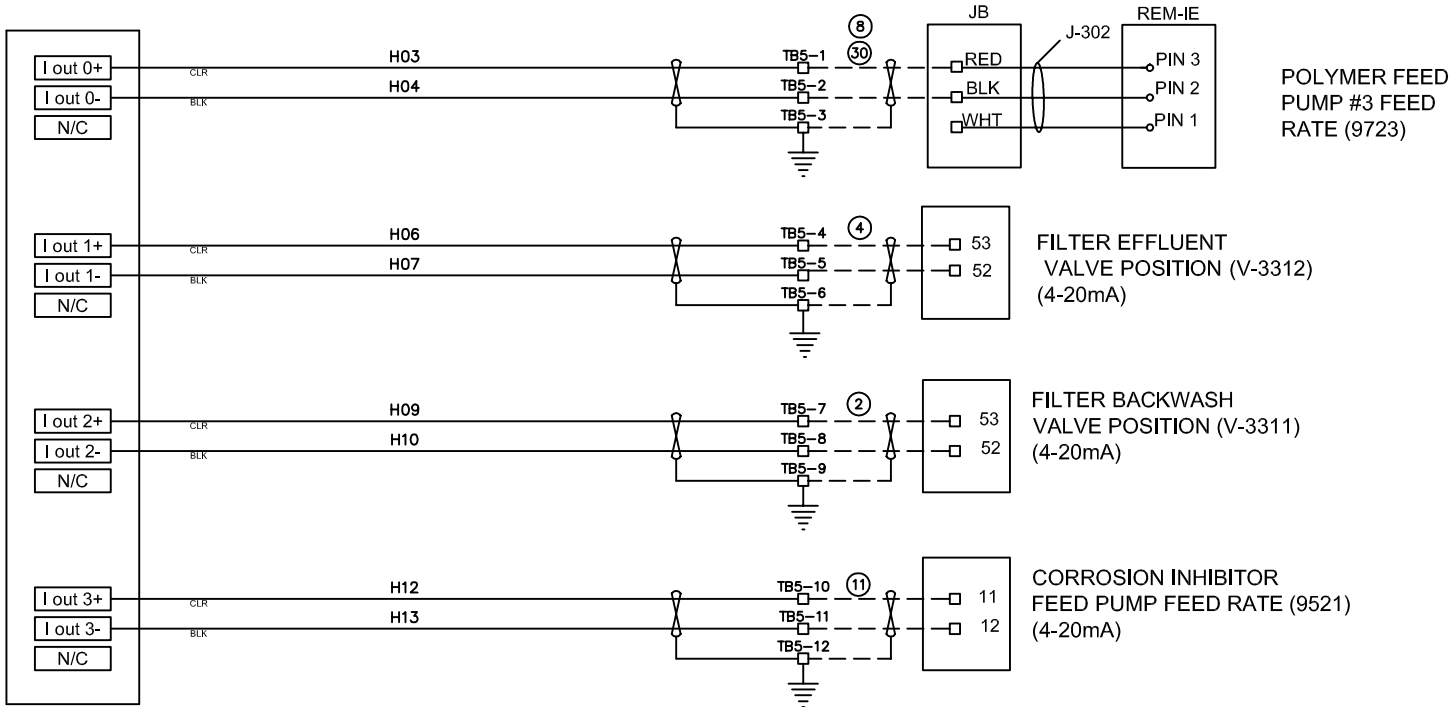 JB
REM-IE
8
30
J-302
I out 0+
CLR
H03
TB5-1
RED
PIN 3
I out 0-
BLK
H04
TB5-2
BLK
PIN 2
N/C
TB5-3
WHT
PIN 1
POLYMER FEED
PUMP #3 FEED
RATE (9723)
I out 1+
CLR
H06
TB5-4
4
53
I out 1-
BLK
H07
TB5-5
52
N/C
TB5-6
FILTER EFFLUENT
VALVE POSITION (V-3312)
(4-20mA)
I out 2+
CLR
H09
TB5-7
2
53
I out 2-
BLK
H10
TB5-8
52
N/C
TB5-9
FILTER BACKWASH
VALVE POSITION (V-3311)
(4-20mA)
I out 3+
CLR
H12
TB5-10
11
11
I out 3-
BLK
H13
TB5-11
12
N/C
TB5-12
CORROSION INHIBITOR
FEED PUMP FEED RATE (9521)
(4-20mA)